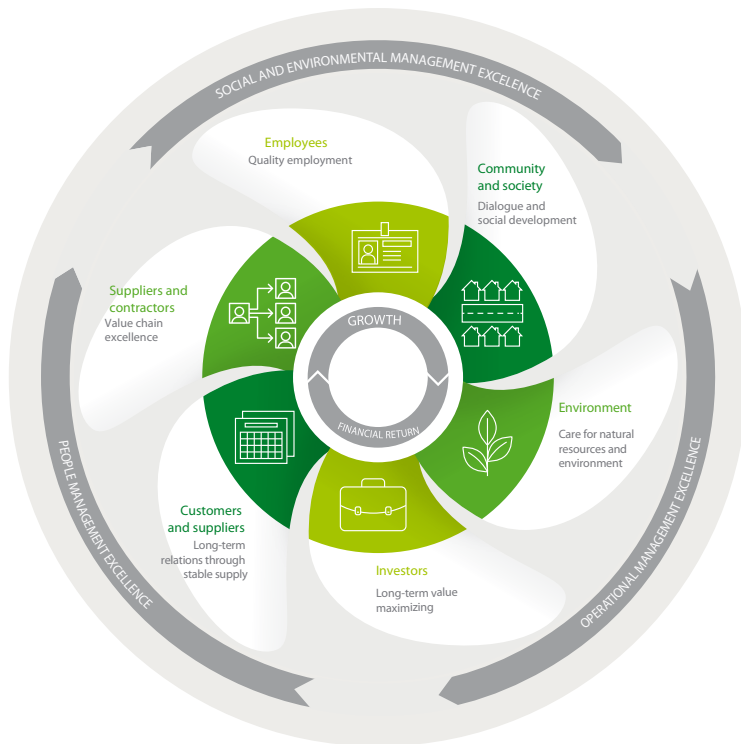 SOCIAL AND ENVIRONMENTAL MANAGEMENT EXCELENCE
Employees
Quality employment
Community
and society
Dialogue and
social development
Suppliers and
contractors
Value chain
excellence
GROWTH
FINANCIAL RETURN
Environment
Care for natural
resources and
environment
Customers
and suppliers
Long-term
relations through
stable supply
Investors
Long-term value
maximizing
PEOPLE MANAGEMENT EXCELLENCE
OPERATIONAL MANAGEMENT EXCELLENCE